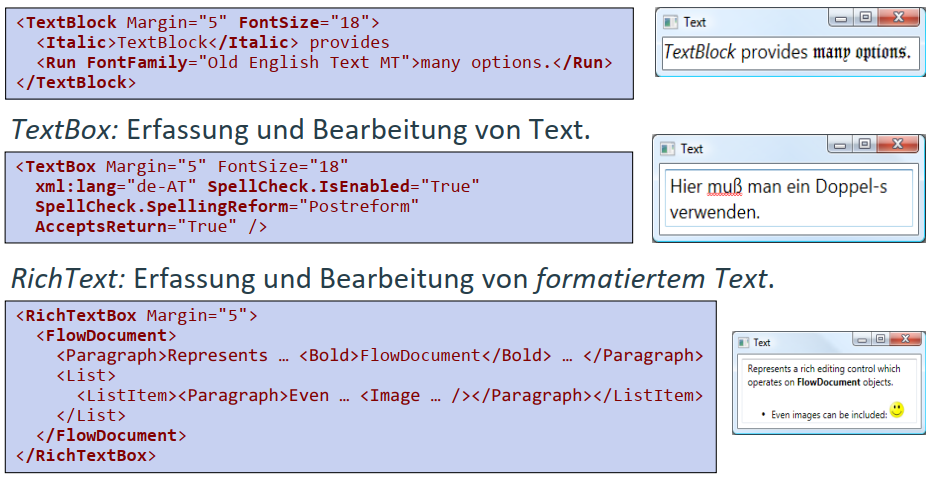 <TextBlock Margin="5" FontSize="18">
<Italic>TextBlock</Italic> provides
<Run FontFamily="Old English Text MT">many options.</Run>
</TextBlock>
Text
TextBlock provides many options.
TextBox: Erfassung und Bearbeitung von Text.
<TextBox Margin="5" FontSize="18"
xml:lang="de-AT" SpellCheck.IsEnabled="True"
SpellCheck.SpellingReform="Postreform"
AcceptsReturn="True" />
Text
Hier muß man ein Doppel-s
verwenden.
RichText: Erfassung und Bearbeitung von formatiertem Text.
<RichTextBox Margin="5">
<FlowDocument>
<Paragraph>Represents … <Bold>FlowDocument</Bold> … </Paragraph>
<List>
<ListItem><Paragraph>Even … <Image … /></Paragraph></ListItem>
</List>
</FlowDocument>
</RichTextBox>
Text
Represents a rich editing control which
operates on FlowDocument objects.
• Even images can be included: